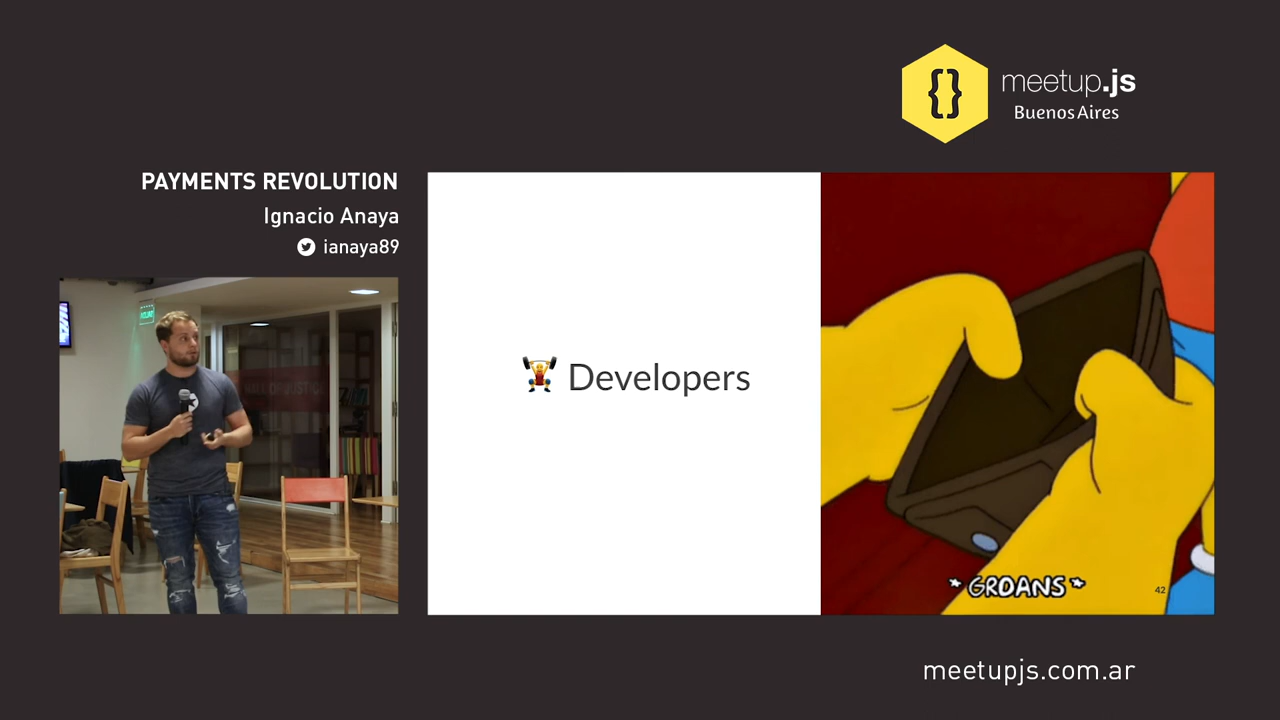 {}
meetup.js
Buenos Aires
PAYMENTS REVOLUTION
Ignacio Anaya
ianaya89
Developers
* GROANS *
42
meetupjs.com.ar